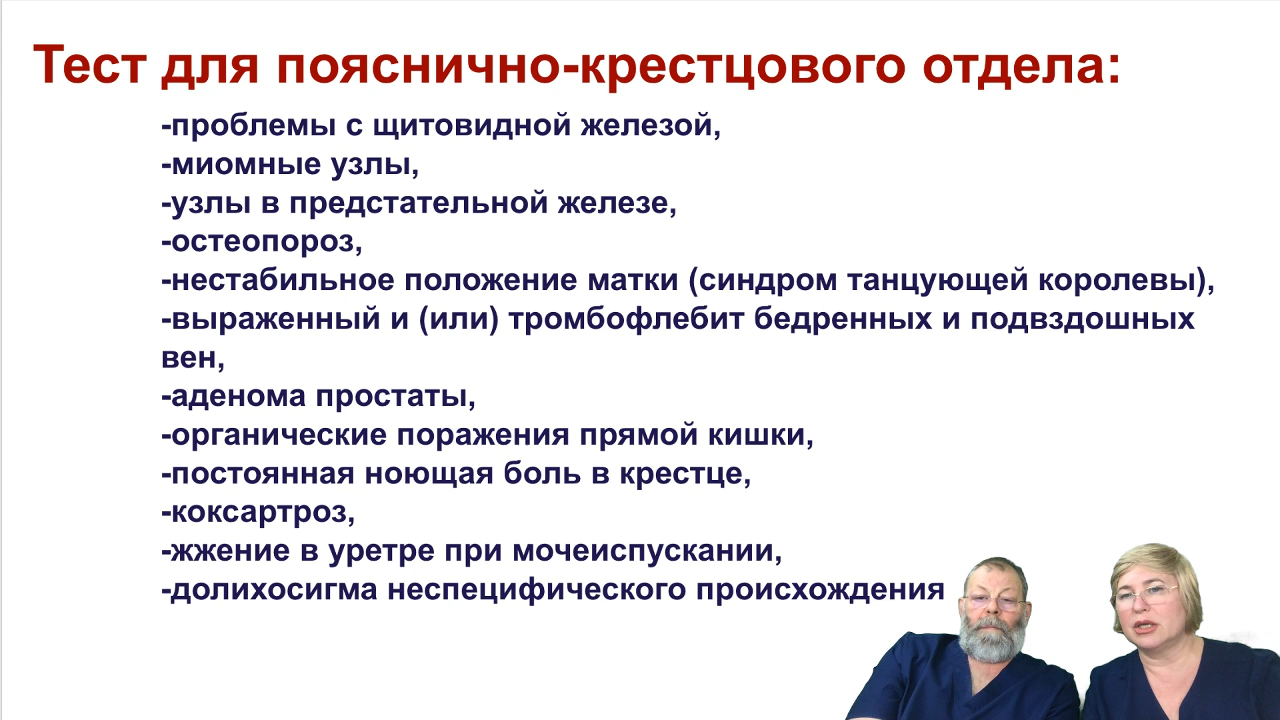 Тест для пояснично-крестцового отдела:
-проблемы с щитовидной железой,
-миомные узлы,
-узлы в предстательной железе,
-остеопороз,
-нестабильное положение матки (синдром танцующей королевы),
-выраженный и (или) тромбофлебит бедренных и подвздошных
вен,
-аденома простаты,
-органические поражения прямой кишки,
-постоянная ноющая боль в крестце,
-коксартроз,
-жжение в уретре при мочеиспускании,
-долихосигма неспецифического происхождения